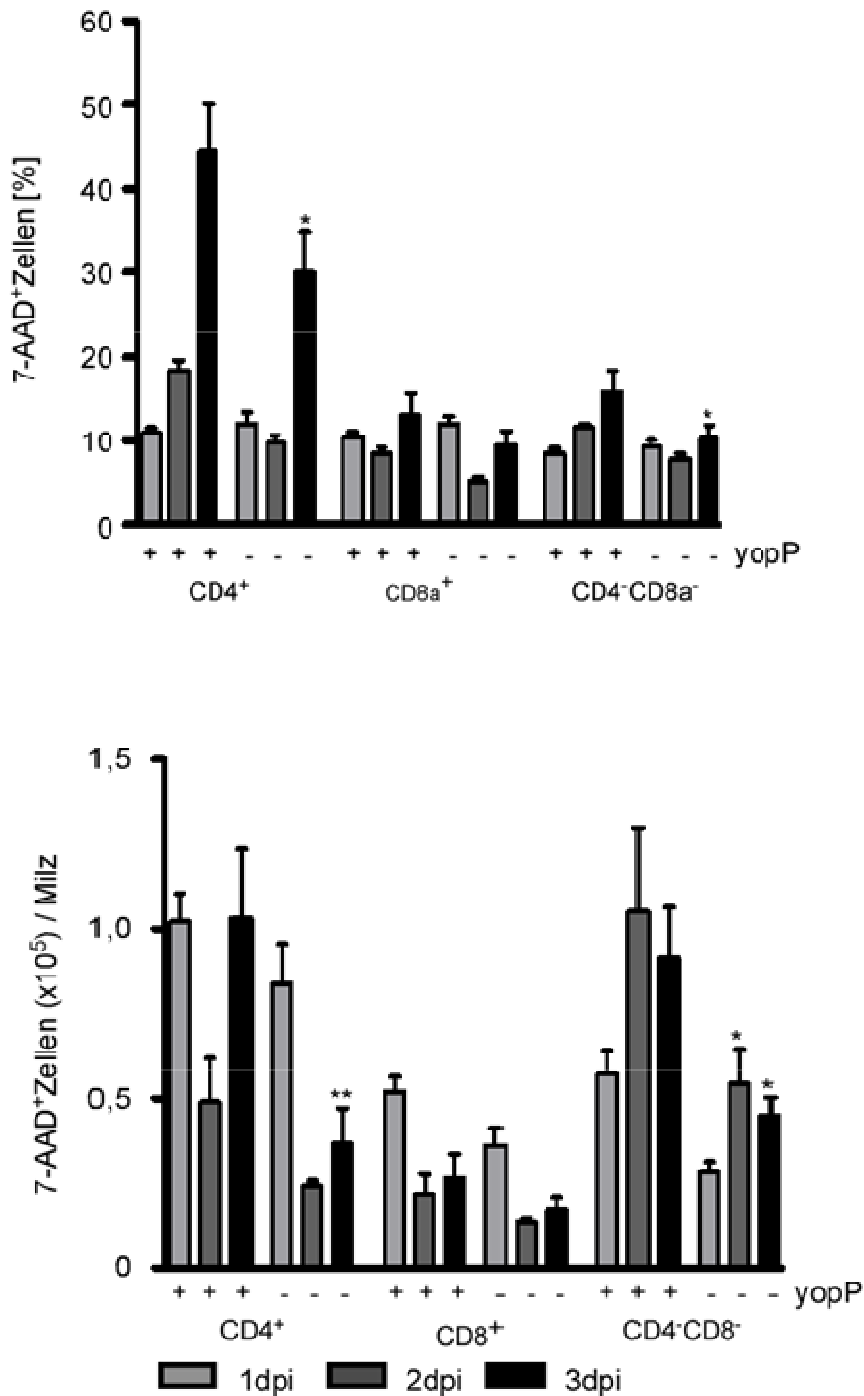 60
50
40
30
20
10
0
7-AAD⁺Zellen [%]
*
*
+ + + - - - + + + - - - + + + - - - yopP
CD4⁺ CD8a⁺ CD4⁻CD8a⁻
1,5
1,0
0,5
0
7-AAD⁺Zellen (x10⁵) / Milz
**
*
*
+ + + - - - + + + - - - + + + - - - yopP
CD4⁺ CD8⁺ CD4⁻CD8⁻
1dpi 2dpi 3dpi